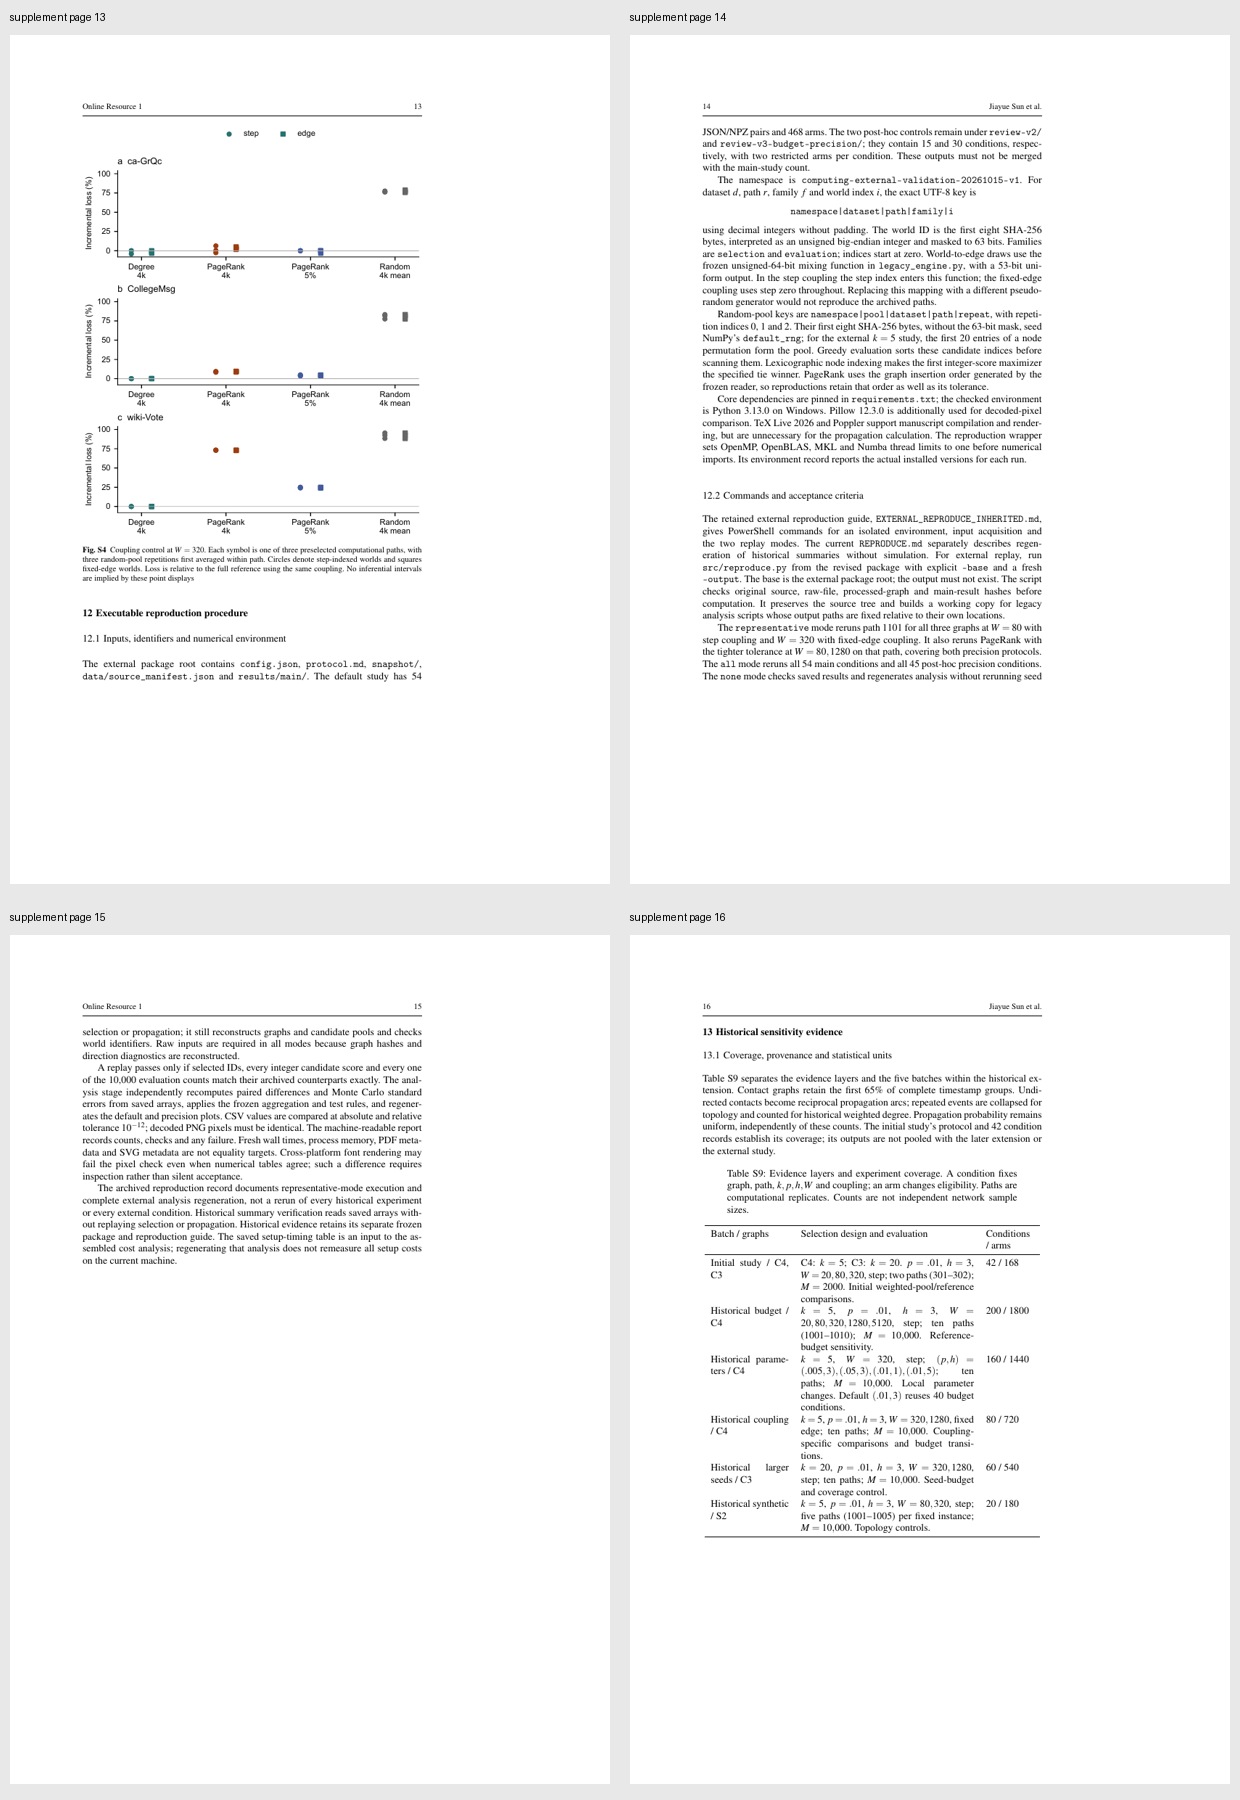 supplement page 13
Online Resource 1 13
step edge
a ca-GrQc
Incremental loss (%)
100
75
50
25
0
Degree
4k
PageRank
4k
PageRank
5%
Random
4k mean
b CollegeMsg
Incremental loss (%)
100
75
50
25
0
Degree
4k
PageRank
4k
PageRank
5%
Random
4k mean
c wiki-Vote
Incremental loss (%)
100
75
50
25
0
Degree
4k
PageRank
4k
PageRank
5%
Random
4k mean
Fig. S4 Coupling control at W = 320. Each symbol is one of three preselected computational paths, with
three random-pool repetitions first averaged within path. Circles denote step-indexed worlds and squares
fixed-edge worlds. Loss is relative to the full reference using the same coupling. No inferential intervals
are implied by these point displays
12 Executable reproduction procedure
12.1 Inputs, identifiers and numerical environment
The external package root contains config.json, protocol.md, snapshot/,
data/source_manifest.json and results/main/. The default study has 54
supplement page 14
14 Jiayue Sun et al.
JSON/NPZ pairs and 468 arms. The two post-hoc controls remain under review-v2/
and review-v3-budget-precision/; they contain 15 and 30 conditions, respec-
tively, with two restricted arms per condition. These outputs must not be merged
with the main-study count.
The namespace is computing-external-validation-20261015-v1. For
dataset d, path r, family f and world index i, the exact UTF-8 key is
namespace|dataset|path|family|i
using decimal integers without padding. The world ID is the first eight SHA-256
bytes, interpreted as an unsigned big-endian integer and masked to 63 bits. Families
are selection and evaluation; indices start at zero. World-to-edge draws use the
frozen unsigned-64-bit mixing function in legacy_engine.py, with a 53-bit uni-
form output. In the step coupling the step index enters this function; the fixed-edge
coupling uses step zero throughout. Replacing this mapping with a different pseudo-
random generator would not reproduce the archived paths.
Random-pool keys are namespace|pool|dataset|path|repeat, with repeti-
tion indices 0, 1 and 2. Their first eight SHA-256 bytes, without the 63-bit mask, seed
NumPy's default_rng; for the external k = 5 study, the first 20 entries of a node
permutation form the pool. Greedy evaluation sorts these candidate indices before
scanning them. Lexicographic node indexing makes the first integer-score maximizer
the specified tie winner. PageRank uses the graph insertion order generated by the
frozen reader, so reproductions retain that order as well as its tolerance.
Core dependencies are pinned in requirements.txt; the checked environment
is Python 3.13.0 on Windows. Pillow 12.3.0 is additionally used for decoded-pixel
comparison. TeX Live 2026 and Poppler support manuscript compilation and render-
ing, but are unnecessary for the propagation calculation. The reproduction wrapper
sets OpenMP, OpenBLAS, MKL and Numba thread limits to one before numerical
imports. Its environment record reports the actual installed versions for each run.
12.2 Commands and acceptance criteria
The retained external reproduction guide, EXTERNAL_REPRODUCE_INHERITED.md,
gives PowerShell commands for an isolated environment, input acquisition and
the two replay modes. The current REPRODUCE.md separately describes regen-
eration of historical summaries without simulation. For external replay, run
src/reproduce.py from the revised package with explicit -base and a fresh
-output. The base is the external package root; the output must not exist. The script
checks original source, raw-file, processed-graph and main-result hashes before
computation. It preserves the source tree and builds a working copy for legacy
analysis scripts whose output paths are fixed relative to their own locations.
The representative mode reruns path 1101 for all three graphs at W = 80 with
step coupling and W = 320 with fixed-edge coupling. It also reruns PageRank with
the tighter tolerance at W = 80,1280 on that path, covering both precision protocols.
The all mode reruns all 54 main conditions and all 45 post-hoc precision conditions.
The none mode checks saved results and regenerates analysis without rerunning seed
supplement page 15
Online Resource 1 15
selection or propagation; it still reconstructs graphs and candidate pools and checks
world identifiers. Raw inputs are required in all modes because graph hashes and
direction diagnostics are reconstructed.
A replay passes only if selected IDs, every integer candidate score and every one
of the 10,000 evaluation counts match their archived counterparts exactly. The anal-
ysis stage independently recomputes paired differences and Monte Carlo standard
errors from saved arrays, applies the frozen aggregation and test rules, and regener-
ates the default and precision plots. CSV values are compared at absolute and relative
tolerance 10⁻¹²; decoded PNG pixels must be identical. The machine-readable report
records counts, checks and any failure. Fresh wall times, process memory, PDF meta-
data and SVG metadata are not equality targets. Cross-platform font rendering may
fail the pixel check even when numerical tables agree; such a difference requires
inspection rather than silent acceptance.
The archived reproduction record documents representative-mode execution and
complete external analysis regeneration, not a rerun of every historical experiment
or every external condition. Historical summary verification reads saved arrays with-
out replaying selection or propagation. Historical evidence retains its separate frozen
package and reproduction guide. The saved setup-timing table is an input to the as-
sembled cost analysis; regenerating that analysis does not remeasure all setup costs
on the current machine.
supplement page 16
16 Jiayue Sun et al.
13 Historical sensitivity evidence
13.1 Coverage, provenance and statistical units
Table S9 separates the evidence layers and the five batches within the historical ex-
tension. Contact graphs retain the first 65% of complete timestamp groups. Undi-
rected contacts become reciprocal propagation arcs; repeated events are collapsed for
topology and counted for historical weighted degree. Propagation probability remains
uniform, independently of these counts. The initial study's protocol and 42 condition
records establish its coverage; its outputs are not pooled with the later extension or
the external study.
Table S9: Evidence layers and experiment coverage. A condition fixes
graph, path, k, p, h, W and coupling; an arm changes eligibility. Paths are
computational replicates. Counts are not independent network sample
sizes.
Batch / graphs Selection design and evaluation Conditions
/ arms
Initial study / C4, C4: k = 5; C3: k = 20. p = .01, h = 3, 42 / 168
C3 W = 20,80,320, step; two paths (301–302);
M = 2000. Initial weighted-pool/reference
comparisons.
Historical budget / k = 5, p = .01, h = 3, W = 200 / 1800
C4 20,80,320,1280,5120, step; ten paths
(1001–1010); M = 10,000. Reference-
budget sensitivity.
Historical parame- k = 5, W = 320, step; (p,h) = 160 / 1440
ters / C4 (.005,3),(.05,3),(.01,1),(.01,5); ten
paths; M = 10,000. Local parameter
changes. Default (.01,3) reuses 40 budget
conditions.
Historical coupling k = 5, p = .01, h = 3, W = 320,1280, fixed 80 / 720
/ C4 edge; ten paths; M = 10,000. Coupling-
specific comparisons and budget transi-
tions.
Historical larger k = 20, p = .01, h = 3, W = 320,1280, 60 / 540
seeds / C3 step; ten paths; M = 10,000. Seed-budget
and coverage control.
Historical synthetic k = 5, p = .01, h = 3, W = 80,320, step; 20 / 180
/ S2 five paths (1001–1005) per fixed instance;
M = 10,000. Topology controls.